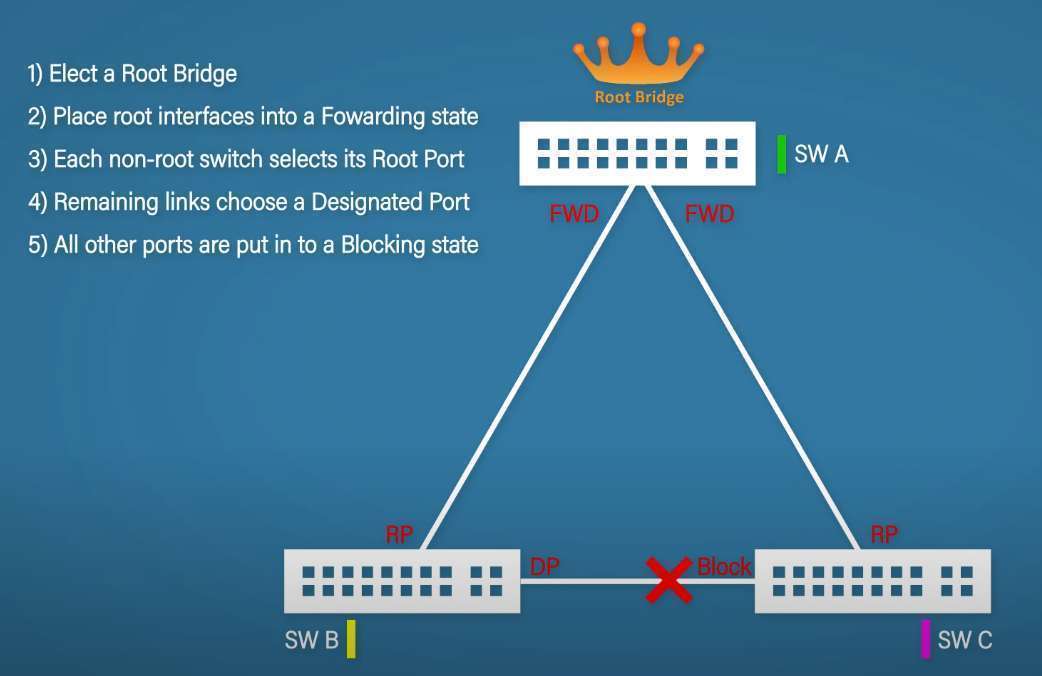 1) Elect a Root Bridge
2) Place root interfaces into a Fowarding state
3) Each non-root switch selects its Root Port
4) Remaining links choose a Designated Port
5) All other ports are put in to a Blocking state
Root Bridge
SW A
FWD
FWD
RP
RP
DP
Block
SW B
SW C